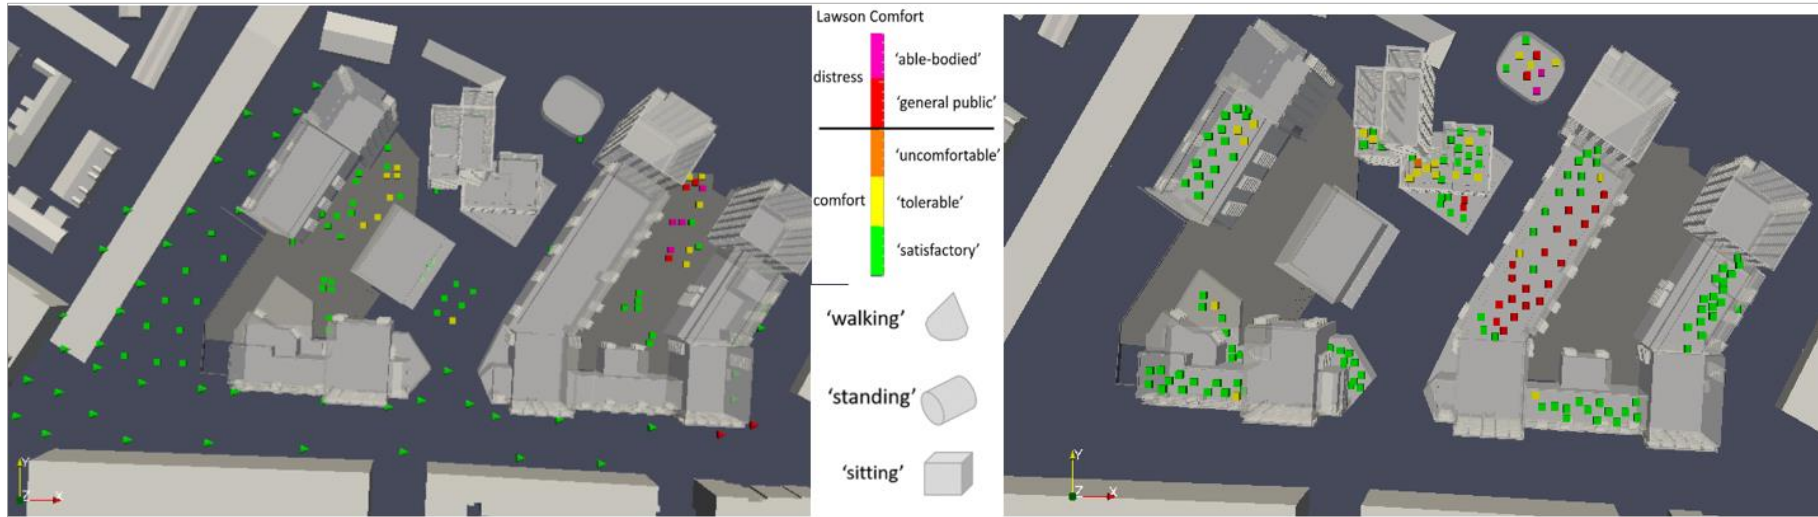 Lawson Comfort
'able-bodied'
distress
'general public'
'uncomfortable'
comfort
'tolerable'
'satisfactory'
'walking'
'standing'
'sitting'
Y
Z X
Y
Z X